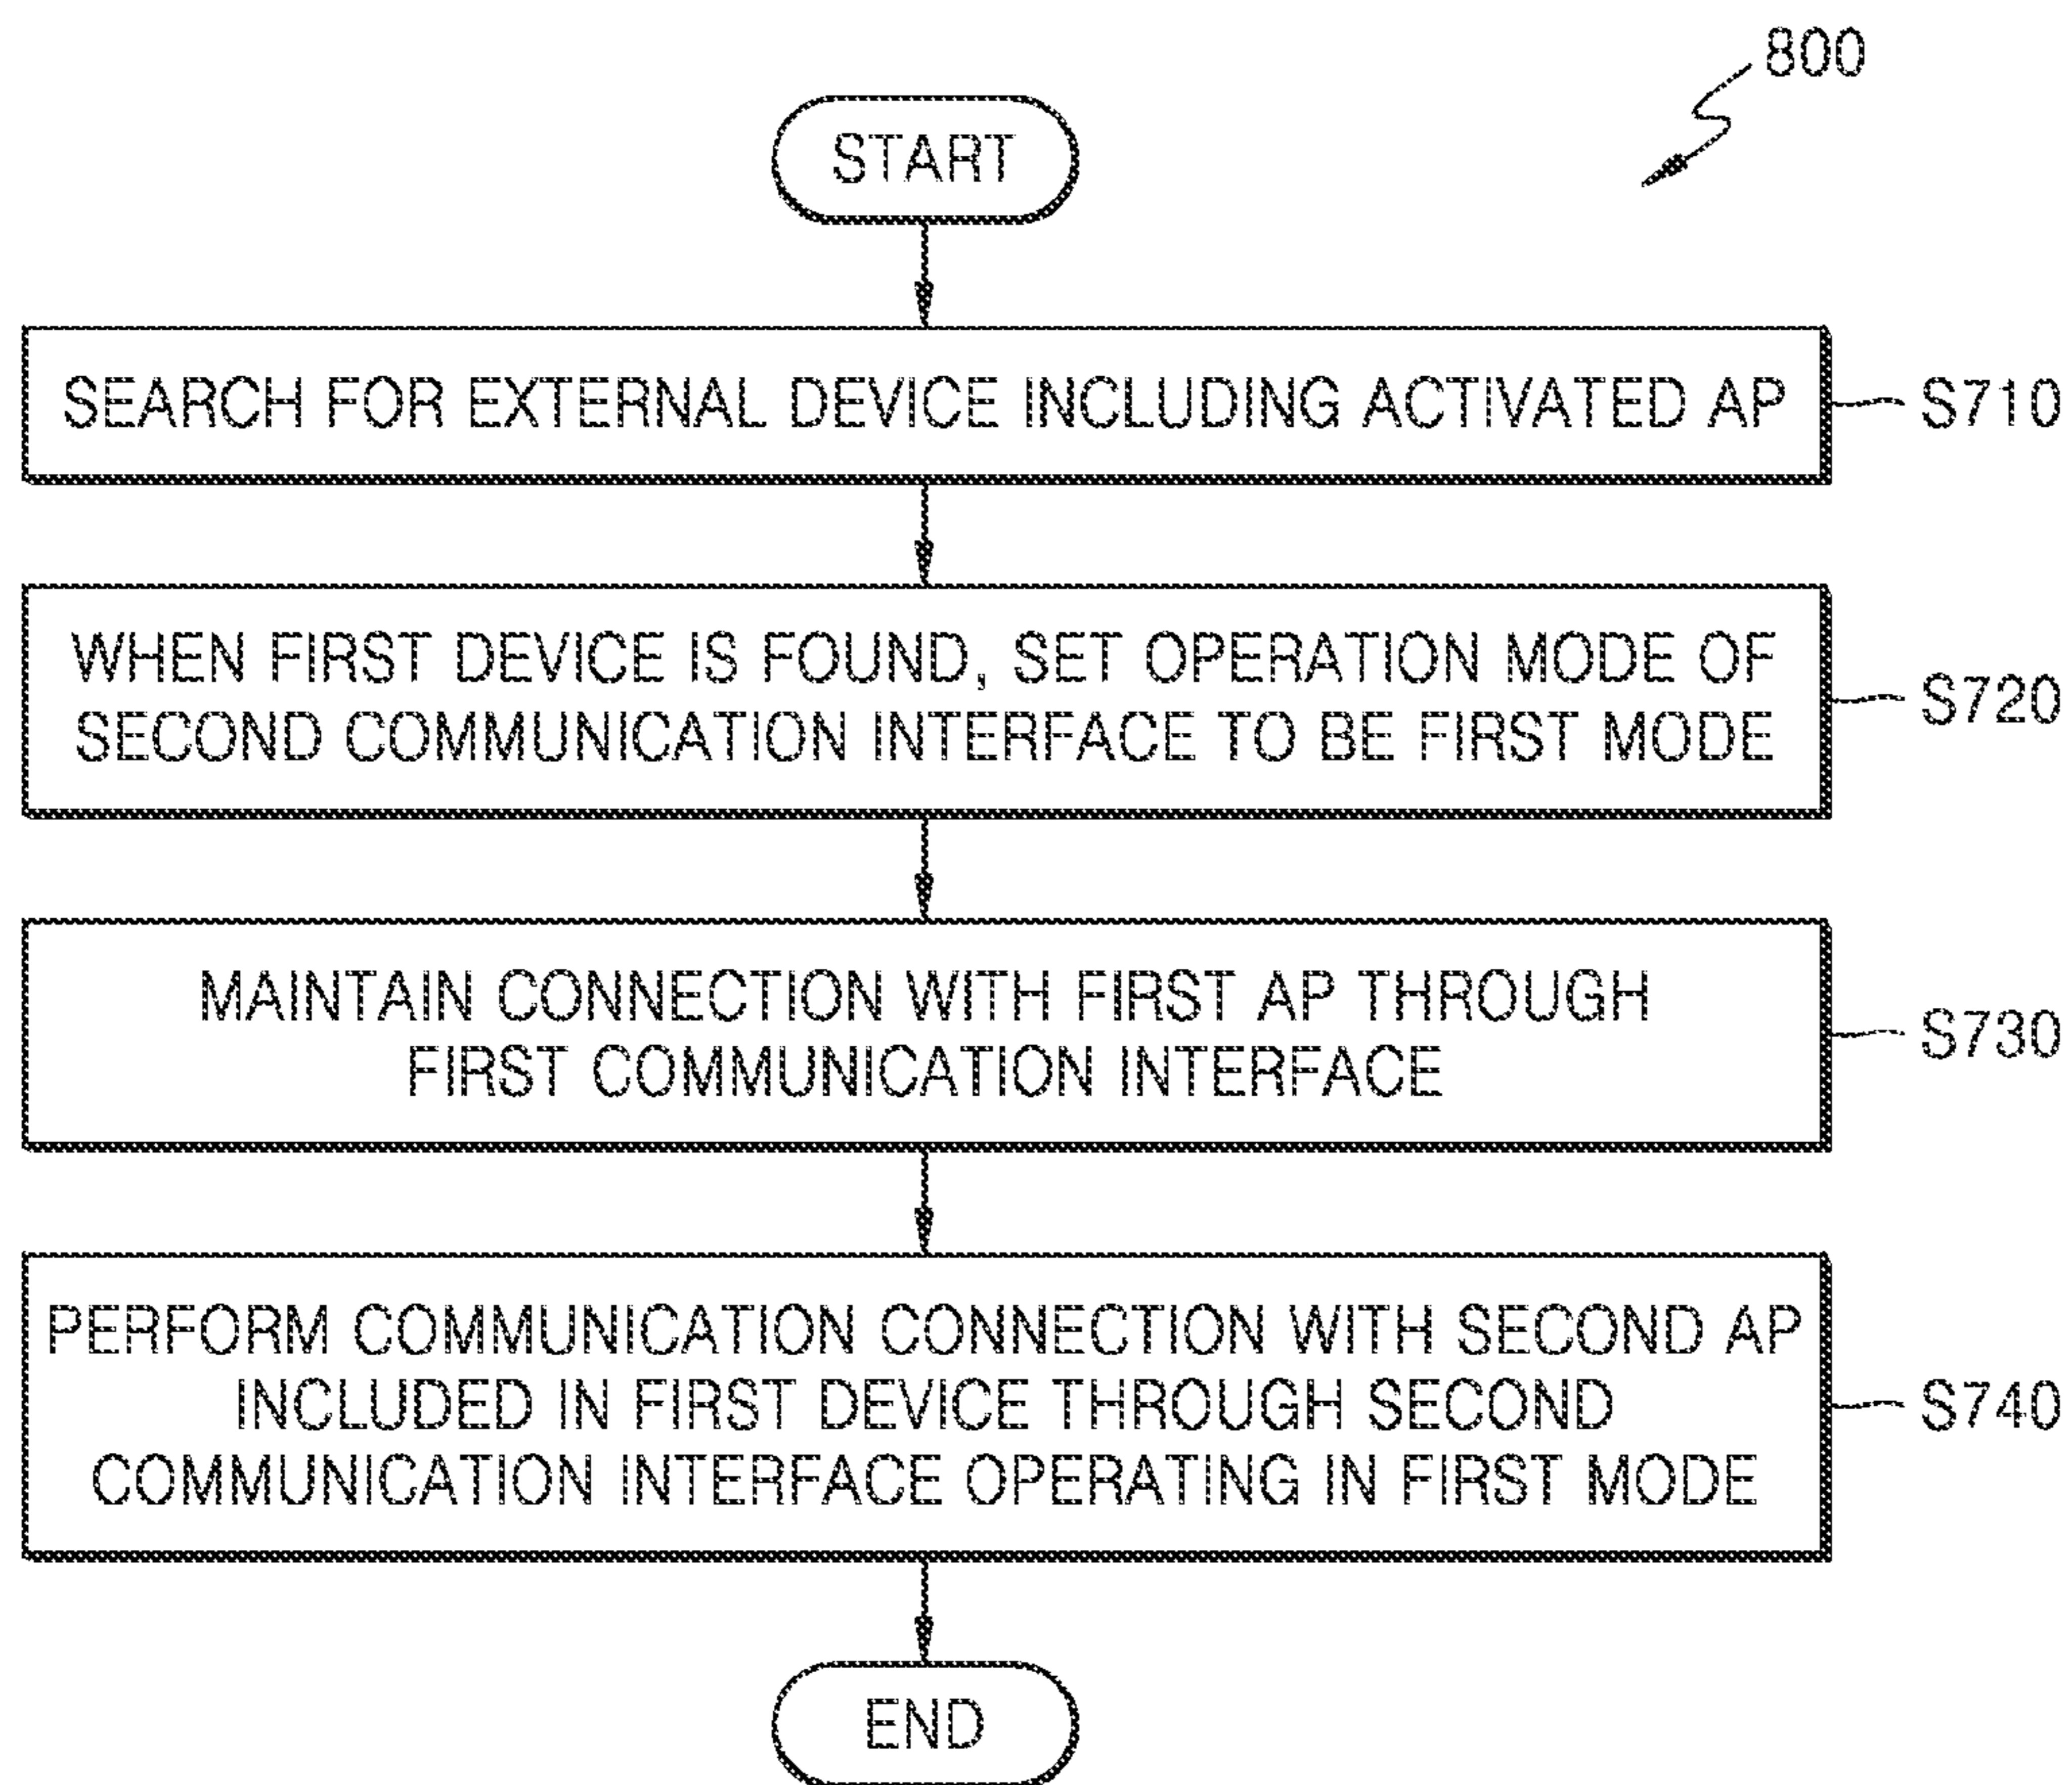 800
START
SEARCH FOR EXTERNAL DEVICE INCLUDING ACTIVATED AP
S710
WHEN FIRST DEVICE IS FOUND, SET OPERATION MODE OF
SECOND COMMUNICATION INTERFACE TO BE FIRST MODE
S720
MAINTAIN CONNECTION WITH FIRST AP THROUGH
FIRST COMMUNICATION INTERFACE
S730
PERFORM COMMUNICATION CONNECTION WITH SECOND AP
INCLUDED IN FIRST DEVICE THROUGH SECOND
COMMUNICATION INTERFACE OPERATING IN FIRST MODE
S740
END